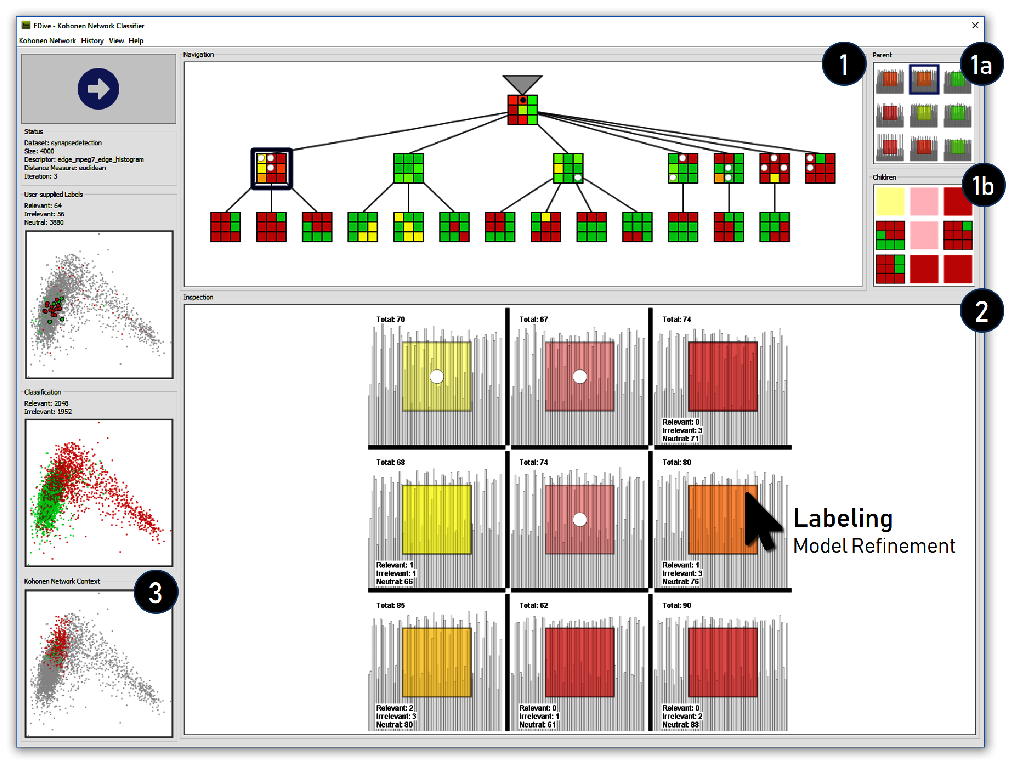 FDive - Kohonen Network Classifier
Kohonen Network History View Help
Navigation
1
Parent
1a
Status
Dataset: synapsedetection
Size: 4000
Descriptor: edge_mpeg7_edge_histogram
Distance Measure: euclidean
Iteration: 3
User supplied Labels
Relevant: 64
Irrelevant: 56
Neutral: 3880
Children
1b
Inspection
2
Total: 70
Total: 67
Total: 74
Relevant: 0
Irrelevant: 3
Neutral: 71
Classification
Relevant: 2048
Irrelevant: 1952
Total: 68
Total: 74
Total: 80
Relevant: 1
Irrelevant: 1
Neutral: 66
Relevant: 1
Irrelevant: 3
Neutral: 76
Labeling
Model Refinement
Kohonen Network Context
3
Total: 85
Total: 62
Total: 90
Relevant: 2
Irrelevant: 3
Neutral: 80
Relevant: 0
Irrelevant: 1
Neutral: 61
Relevant: 0
Irrelevant: 2
Neutral: 88